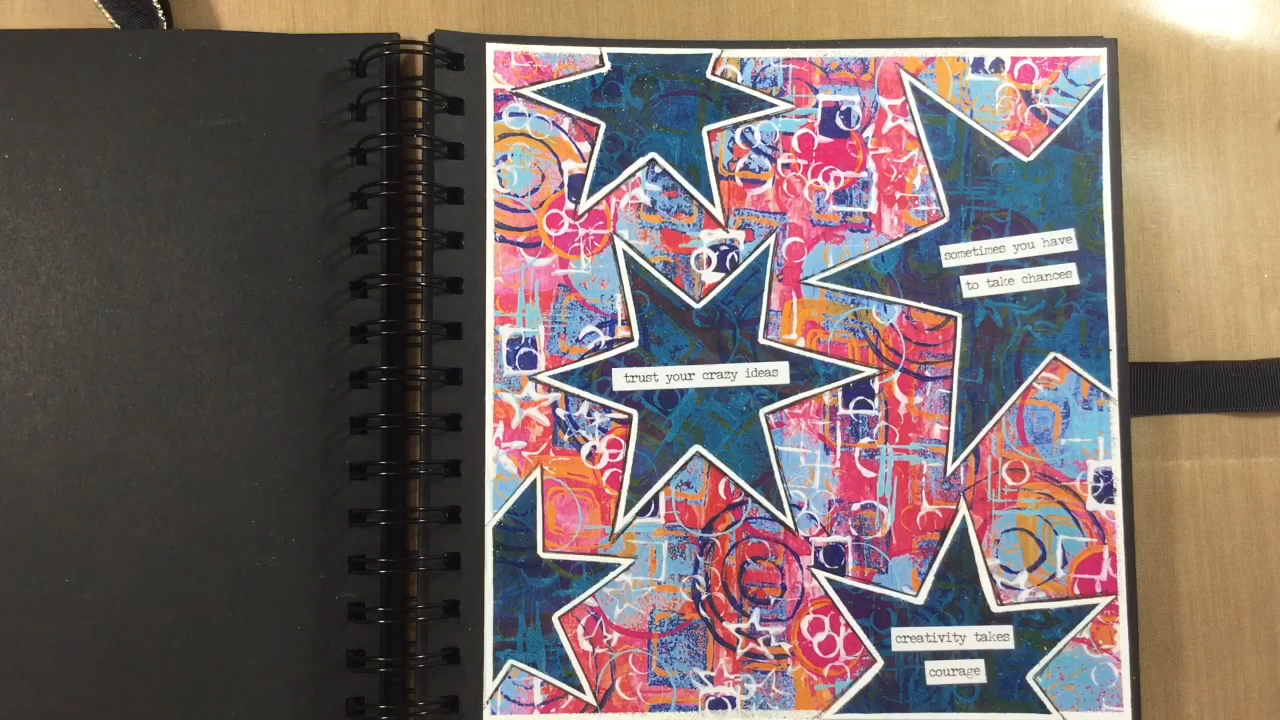 sometimes you have
to take chances
trust your crazy ideas
creativity takes
courage